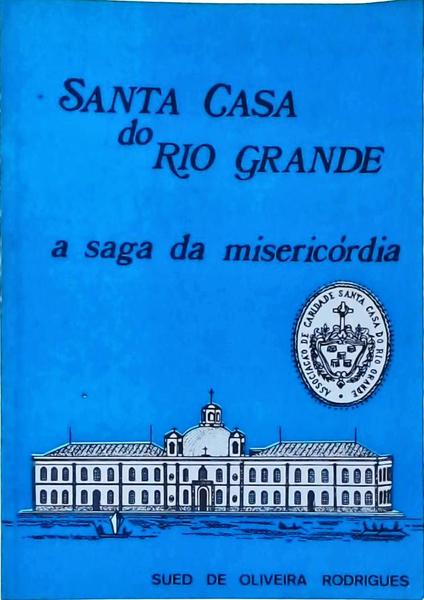 SANTA CASA
do
RIO GRANDE
a saga da misericórdia
ASSOCIAÇÃO DE CARIDADE SANTA CASA DO RIO GRANDE
SUED DE OLIVEIRA RODRIGUES